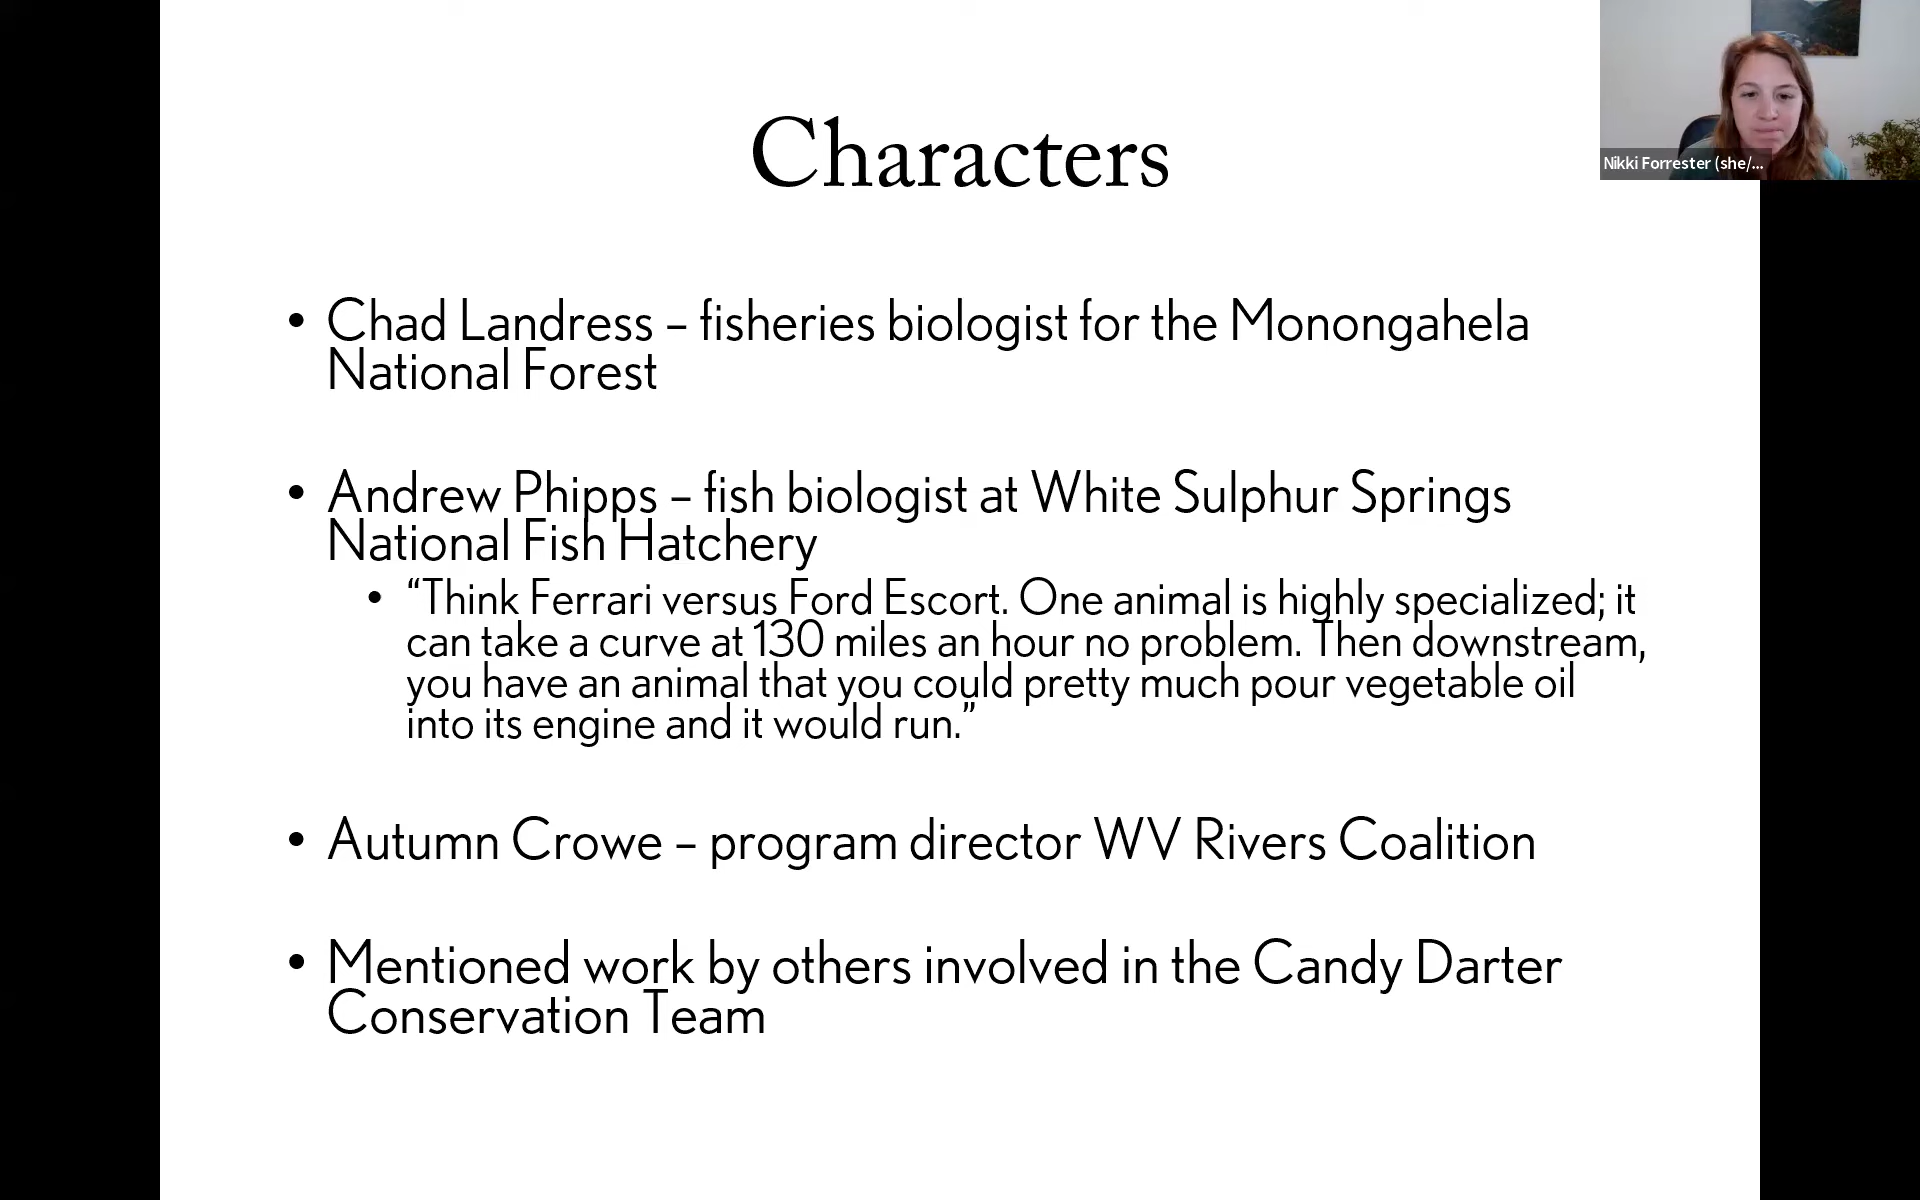 Characters
Nikki Forrester (she/...
• Chad Landress – fisheries biologist for the Monongahela
National Forest
• Andrew Phipps – fish biologist at White Sulphur Springs
National Fish Hatchery
• “Think Ferrari versus Ford Escort. One animal is highly specialized; it
can take a curve at 130 miles an hour no problem. Then downstream,
you have an animal that you could pretty much pour vegetable oil
into its engine and it would run.”
• Autumn Crowe – program director WV Rivers Coalition
• Mentioned work by others involved in the Candy Darter
Conservation Team